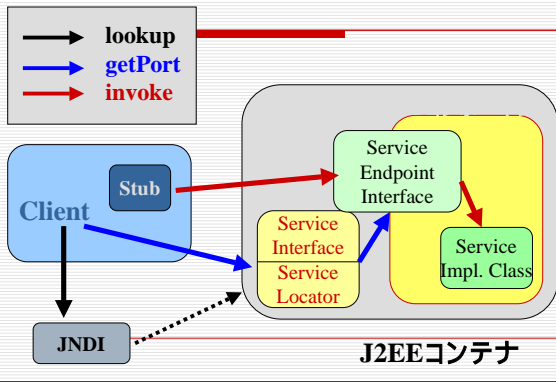 lookup
getPort
invoke
Client
Stub
JNDI
Service
Interface
Service
Locator
Service
Endpoint
Interface
Service
Impl. Class
J2EEコンテナ